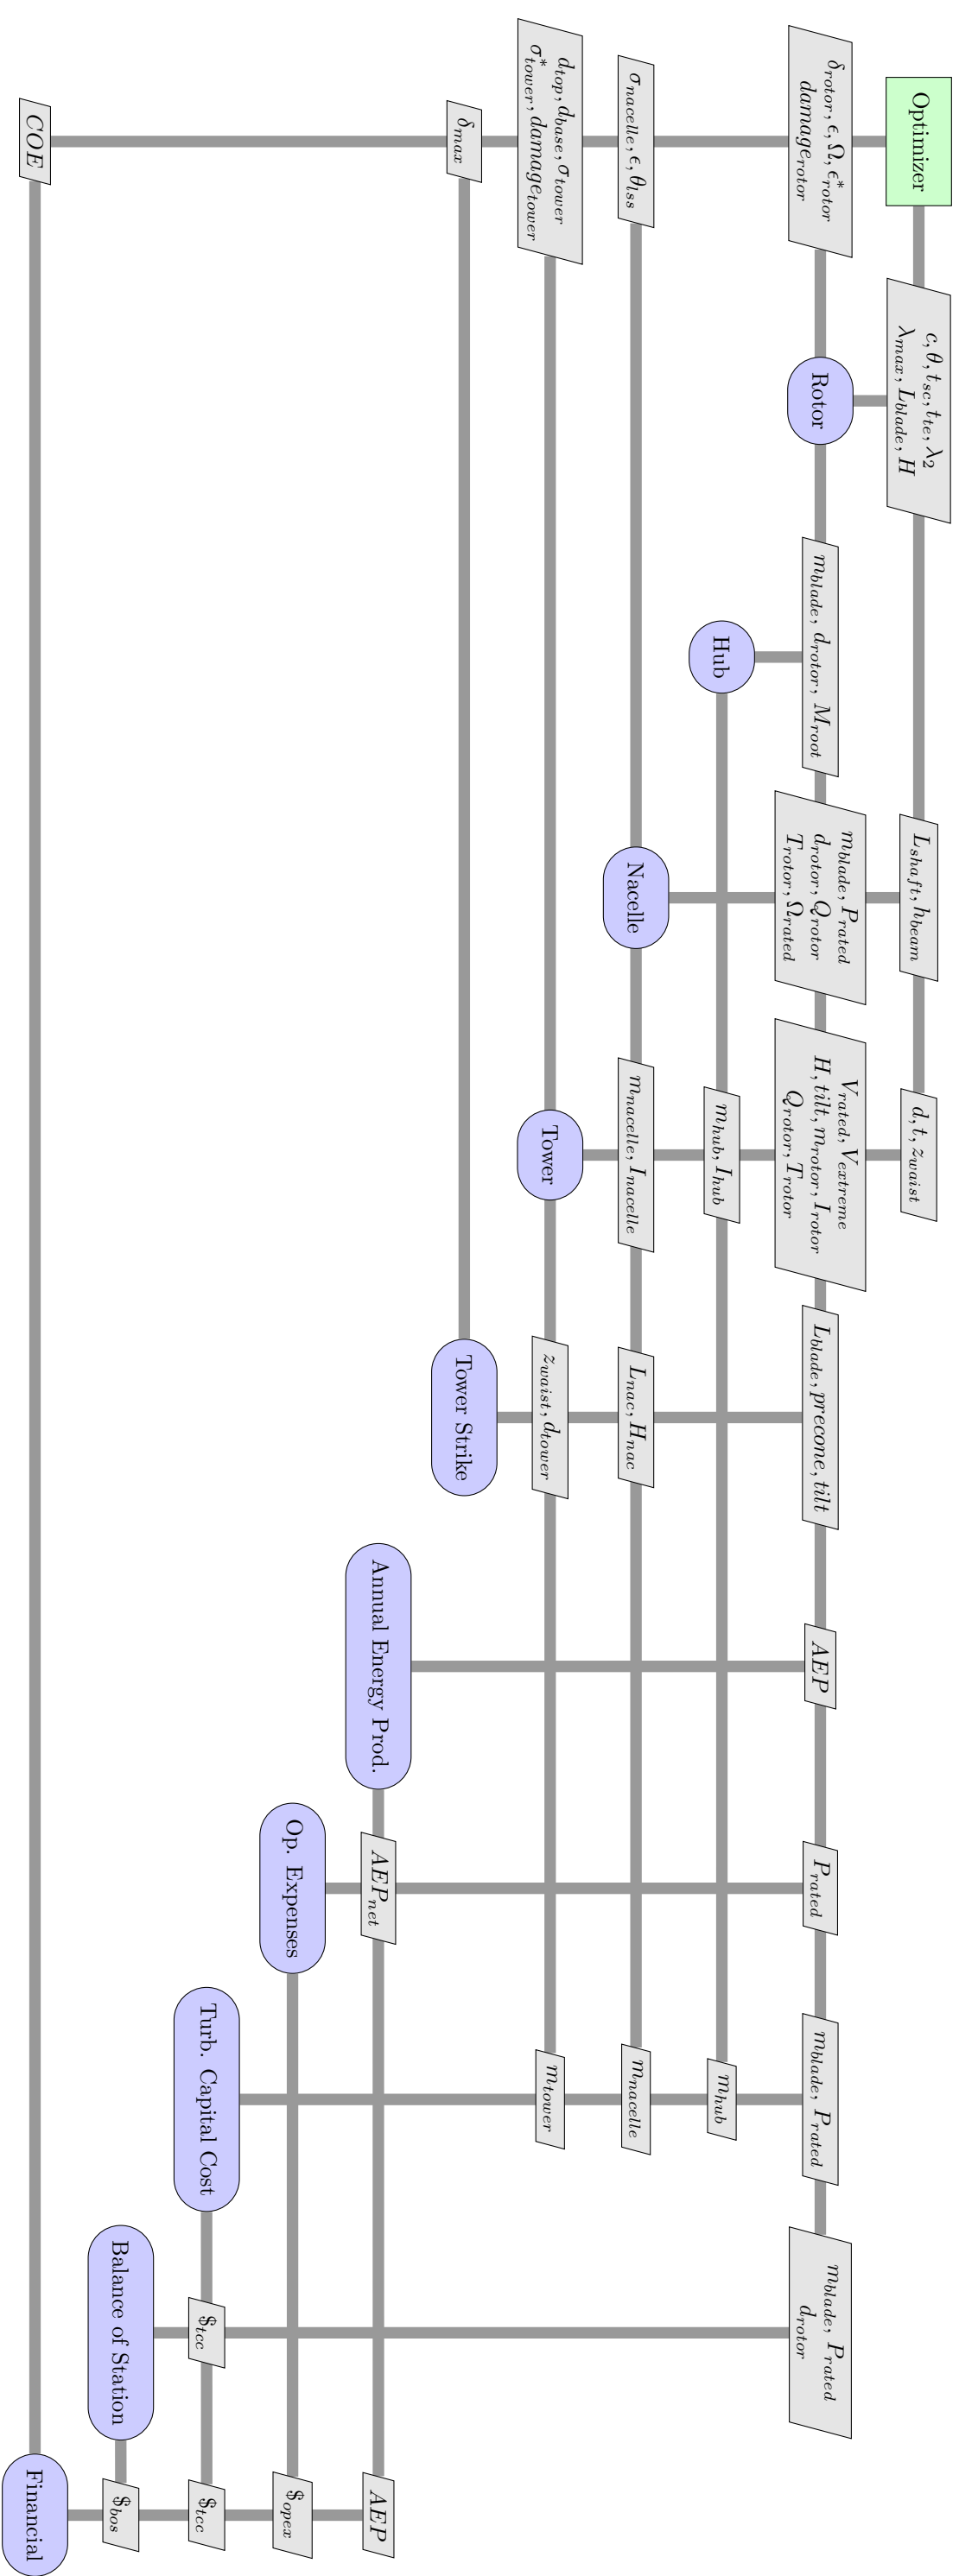 Optimizer
c, θ, t_sc, t_te, λ_2
λ_max, L_blade, H
L_shaft, h_beam
d, t, z_waist
δ_rotor, ϵ, Ω, ϵ*_rotor
damage_rotor
Rotor
m_blade, d_rotor, M_root
m_blade, P_rated
d_rotor, Q_rotor
T_rotor, Ω_rated
V_rated, V_extreme
H, tilt, m_rotor, I_rotor
Q_rotor, T_rotor
L_blade, precone, tilt
AEP
P_rated
m_blade, P_rated
m_blade, P_rated
d_rotor
Hub
m_hub, I_hub
m_hub
σ_nacelle, ϵ, θ_lss
Nacelle
m_nacelle, I_nacelle
L_nac, H_nac
m_nacelle
d_top, d_base, σ_tower
σ*_tower, damage_tower
Tower
z_waist, d_tower
m_tower
δ_max
Tower Strike
Annual Energy Prod.
AEP_net
AEP
Op. Expenses
$_opex
Turb. Capital Cost
$_tcc
$_tcc
Balance of Station
$_bos
COE
Financial